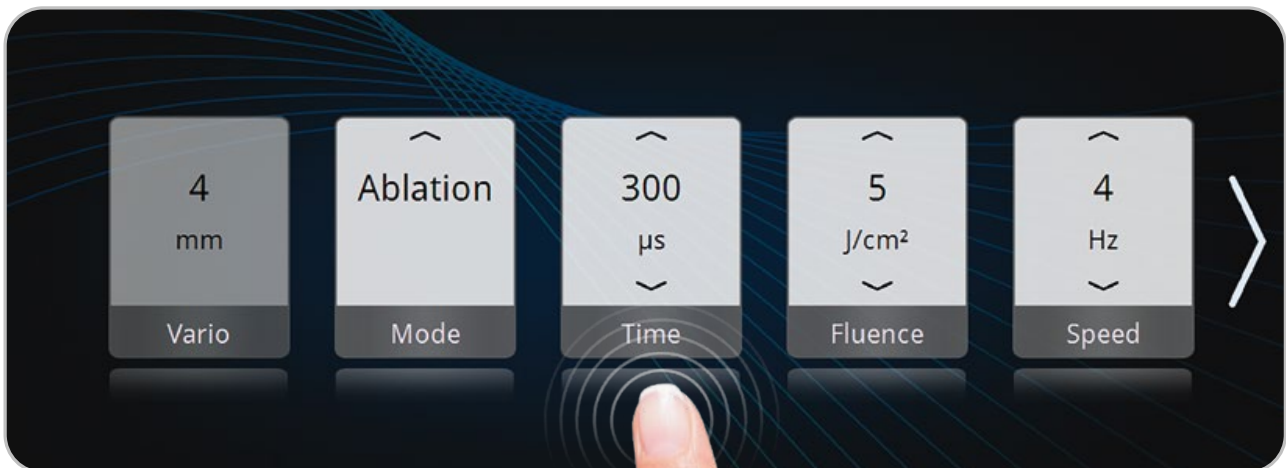 4
mm
Vario
Ablation
Mode
300
µs
Time
5
J/cm²
Fluence
4
Hz
Speed